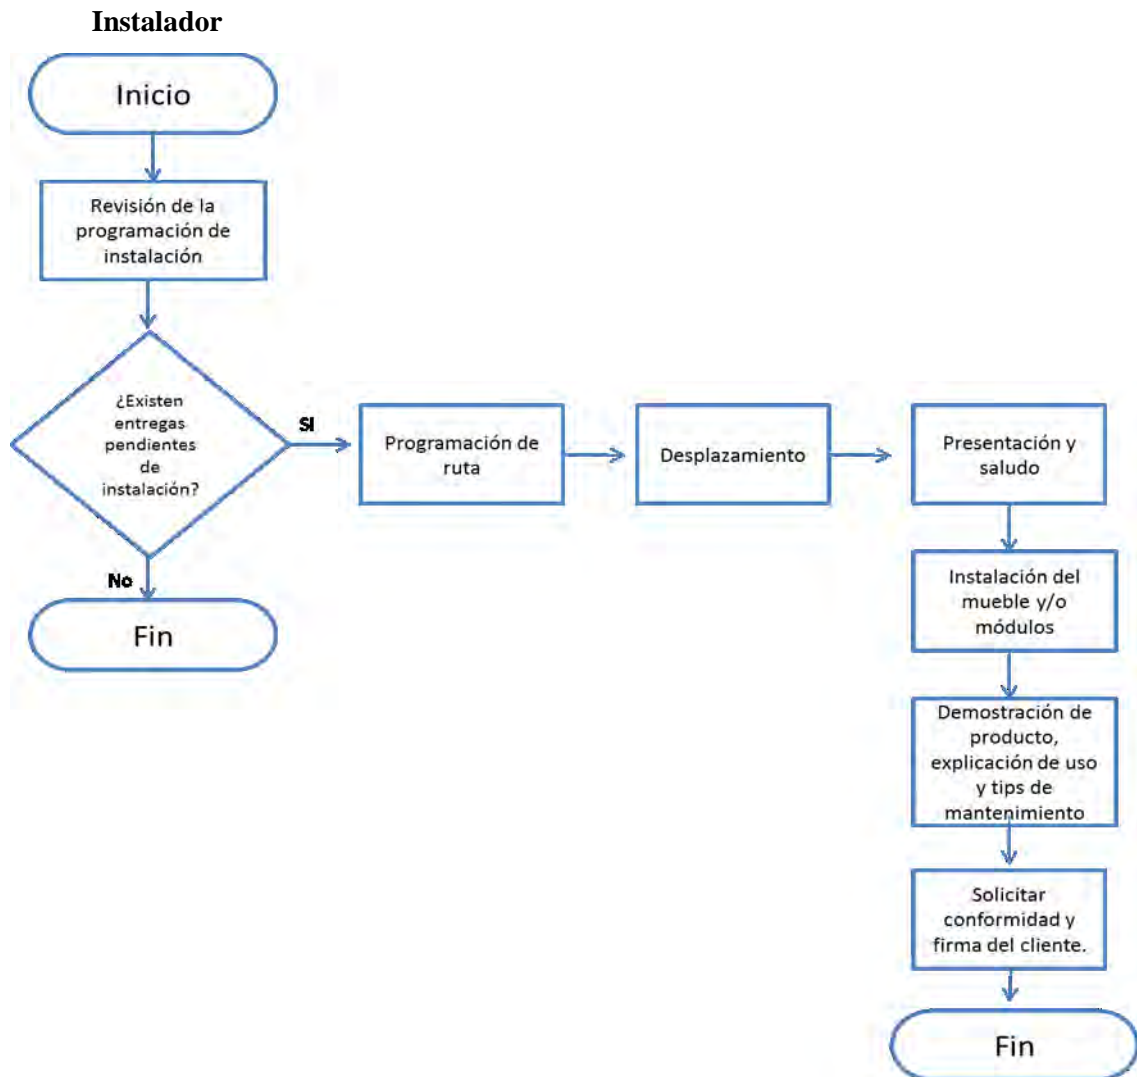 Instalador
Inicio
Revisión de la
programación de
instalación
¿Existen
entregas
pendientes
de
instalación?
SI
No
Fin
Programación de
ruta
Desplazamiento
Presentación y
saludo
Instalación del
mueble y/o
módulos
Demostración de
producto,
explicación de uso
y tips de
mantenimiento
Solicitar
conformidad y
firma del cliente.
Fin